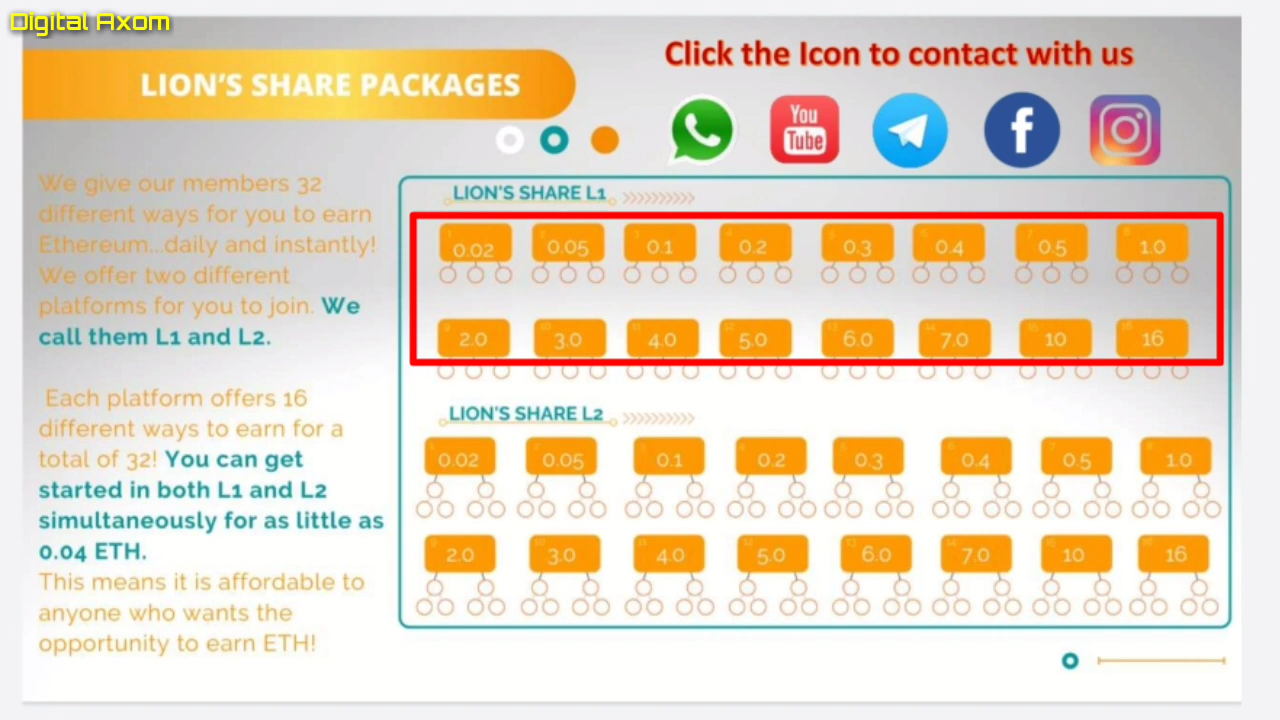 Digital Axom
LION'S SHARE PACKAGES
Click the Icon to contact with us
You
Tube
We give our members 32
different ways for you to earn
Ethereum...daily and instantly!
We offer two different
platforms for you to join. We
call them L1 and L2.
Each platform offers 16
different ways to earn for a
total of 32! You can get
started in both L1 and L2
simultaneously for as little as
0.04 ETH.
This means it is affordable to
anyone who wants the
opportunity to earn ETH!
LION'S SHARE L1
0.02 0.05 0.1 0.2 0.3 0.4 0.5 1.0
2.0 3.0 4.0 5.0 6.0 7.0 10 16
LION'S SHARE L2
0.02 0.05 0.1 0.2 0.3 0.4 0.5 1.0
2.0 3.0 4.0 5.0 6.0 7.0 10 16